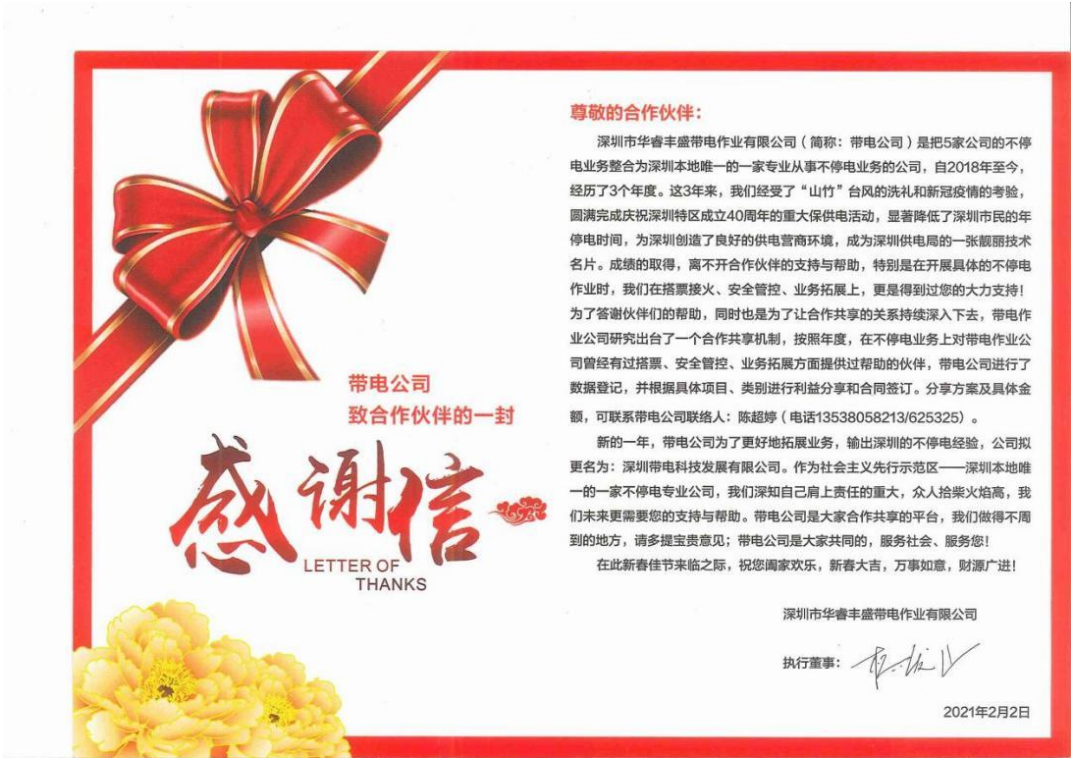 带电公司
致合作伙伴的一封
感谢信
LETTER OF
THANKS
尊敬的合作伙伴：
深圳市华睿丰盛带电作业有限公司（简称：带电公司）是把5家公司的不停
电业务整合为深圳本地唯一的一家专业从事不停电业务的公司，自2018年至今，
经历了3个年度。这3年来，我们经受了“山竹”台风的洗礼和新冠疫情的考验，
圆满完成庆祝深圳特区成立40周年的重大保供电活动，显著降低了深圳市民的年
停电时间，为深圳创造了良好的供电营商环境，成为深圳供电局的一张靓丽技术
名片。成绩的取得，离不开合作伙伴的支持与帮助，特别是在开展具体的不停电
作业时，我们在搭票接火、安全管控、业务拓展上，更是得到过您的大力支持！
为了答谢伙伴们的帮助，同时也是为了让合作共享的关系持续深入下去，带电作
业公司研究出台了一个合作共享机制，按照年度，在不停电业务上对带电作业公
司曾经有过搭票、安全管控、业务拓展方面提供过帮助的伙伴，带电公司进行了
数据登记，并根据具体项目、类别进行利益分享和合同签订。分享方案及具体金
额，可联系带电公司联络人：陈超婷（电话13538058213/625325）。
新的一年，带电公司为了更好地拓展业务，输出深圳的不停电经验，公司拟
更名为：深圳带电科技发展有限公司。作为社会主义先行示范区——深圳本地唯
一的一家不停电专业公司，我们深知自己肩上责任的重大，众人拾柴火焰高，我
们未来更需要您的支持与帮助。带电公司是大家合作共享的平台，我们做得不周
到的地方，请多提宝贵意见；带电公司是大家共同的，服务社会、服务您！
在此新春佳节来临之际，祝您阖家欢乐，新春大吉，万事如意，财源广进！
深圳市华睿丰盛带电作业有限公司
执行董事：
2021年2月2日